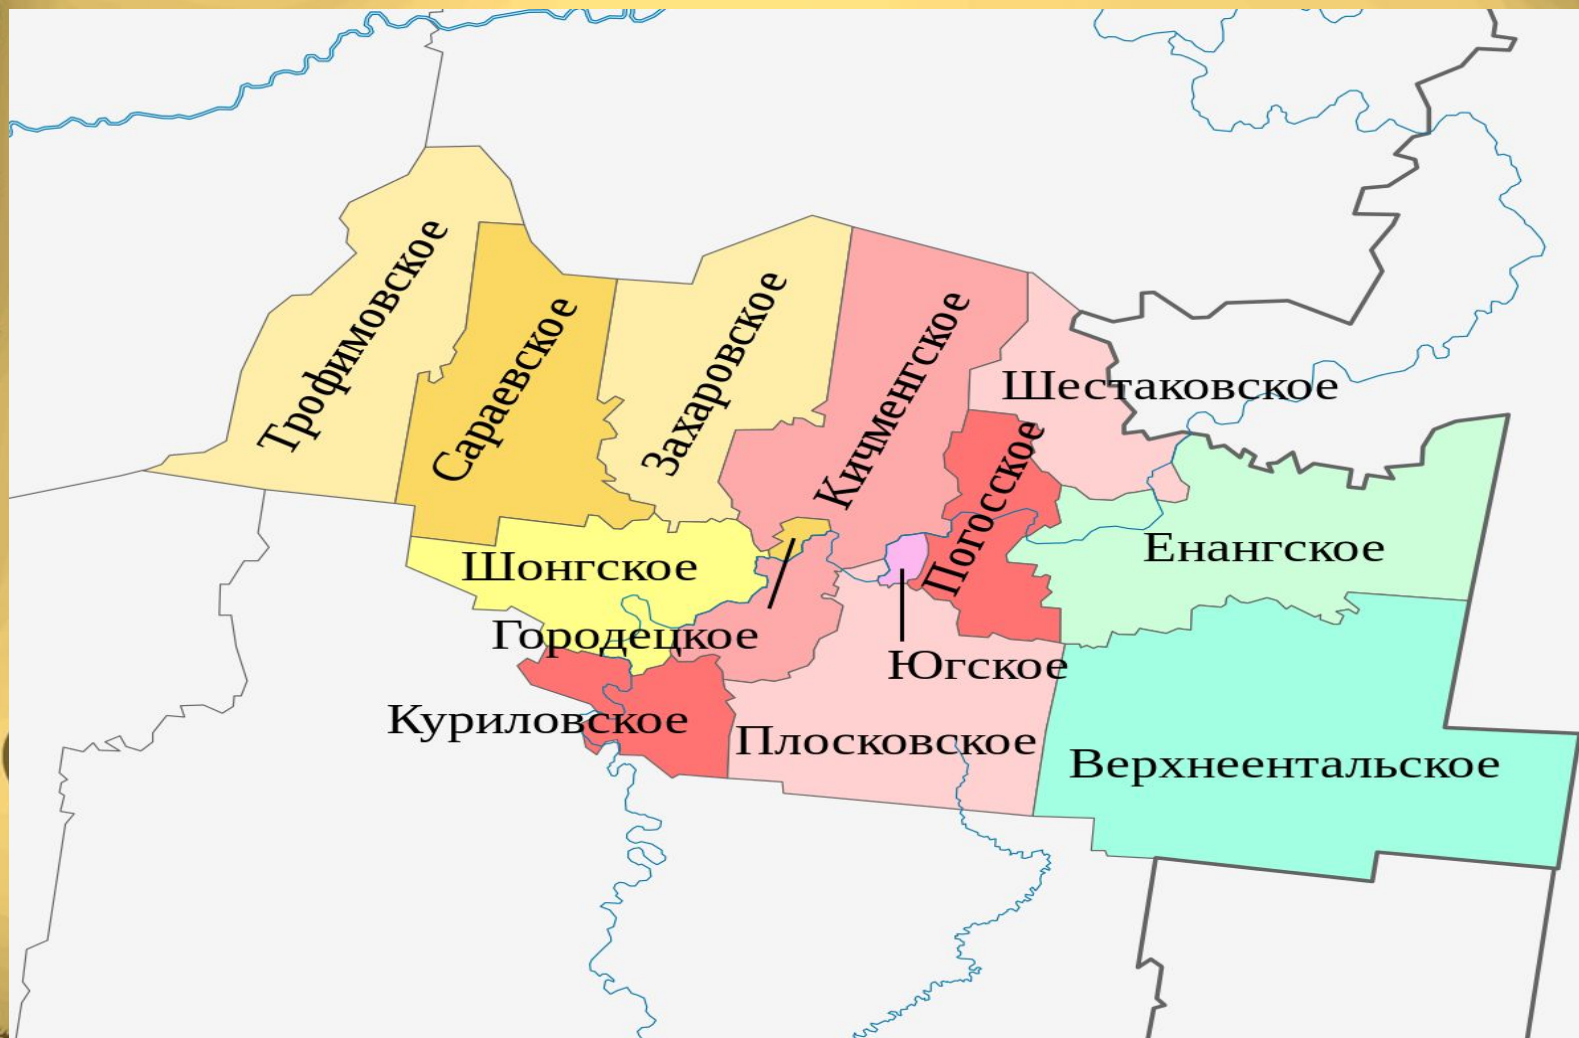 Трофимовское
Сараевское
Захаровское
Кичменгское
Шестаковское
Погосское
Енангское
Шонгское
Городецкое
Югское
Куриловское
Плосковское
Верхнеентальское